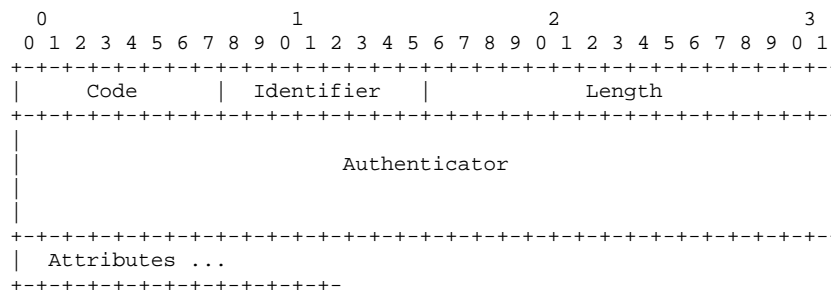 0                   1                   2                   3
 0 1 2 3 4 5 6 7 8 9 0 1 2 3 4 5 6 7 8 9 0 1 2 3 4 5 6 7 8 9 0 1
+-+-+-+-+-+-+-+-+-+-+-+-+-+-+-+-+-+-+-+-+-+-+-+-+-+-+-+-+-+-+-+-
|     Code      |  Identifier   |            Length
+-+-+-+-+-+-+-+-+-+-+-+-+-+-+-+-+-+-+-+-+-+-+-+-+-+-+-+-+-+-+-+-
|
|                         Authenticator
|
|
+-+-+-+-+-+-+-+-+-+-+-+-+-+-+-+-+-+-+-+-+-+-+-+-+-+-+-+-+-+-+-+-
|  Attributes ...
+-+-+-+-+-+-+-+-+-+-+-+-+-